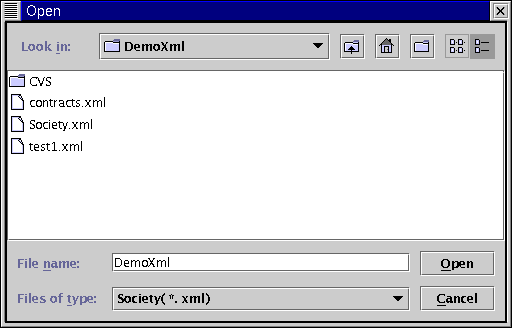 Open
Look in: DemoXml
CVS
contracts.xml
Society.xml
test1.xml
File name: DemoXml Open
Files of type: Society( *. xml) Cancel